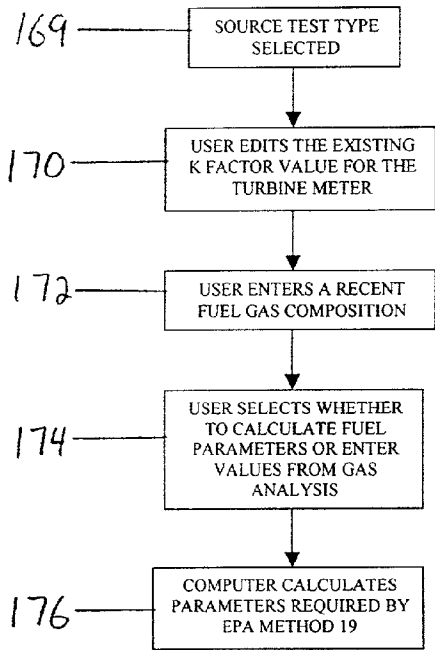 169
SOURCE TEST TYPE
SELECTED
170
USER EDITS THE EXISTING
K FACTOR VALUE FOR THE
TURBINE METER
172
USER ENTERS A RECENT
FUEL GAS COMPOSITION
174
USER SELECTS WHETHER
TO CALCULATE FUEL
PARAMETERS OR ENTER
VALUES FROM GAS
ANALYSIS
176
COMPUTER CALCULATES
PARAMETERS REQUIRED BY
EPA METHOD 19